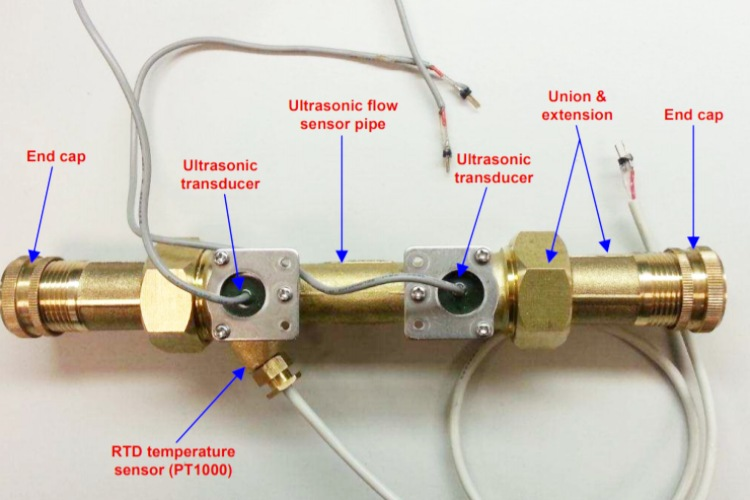 Ultrasonic flow
sensor pipe
Union &
extension
End cap
End cap
Ultrasonic
transducer
Ultrasonic
transducer
RTD temperature
sensor (PT1000)